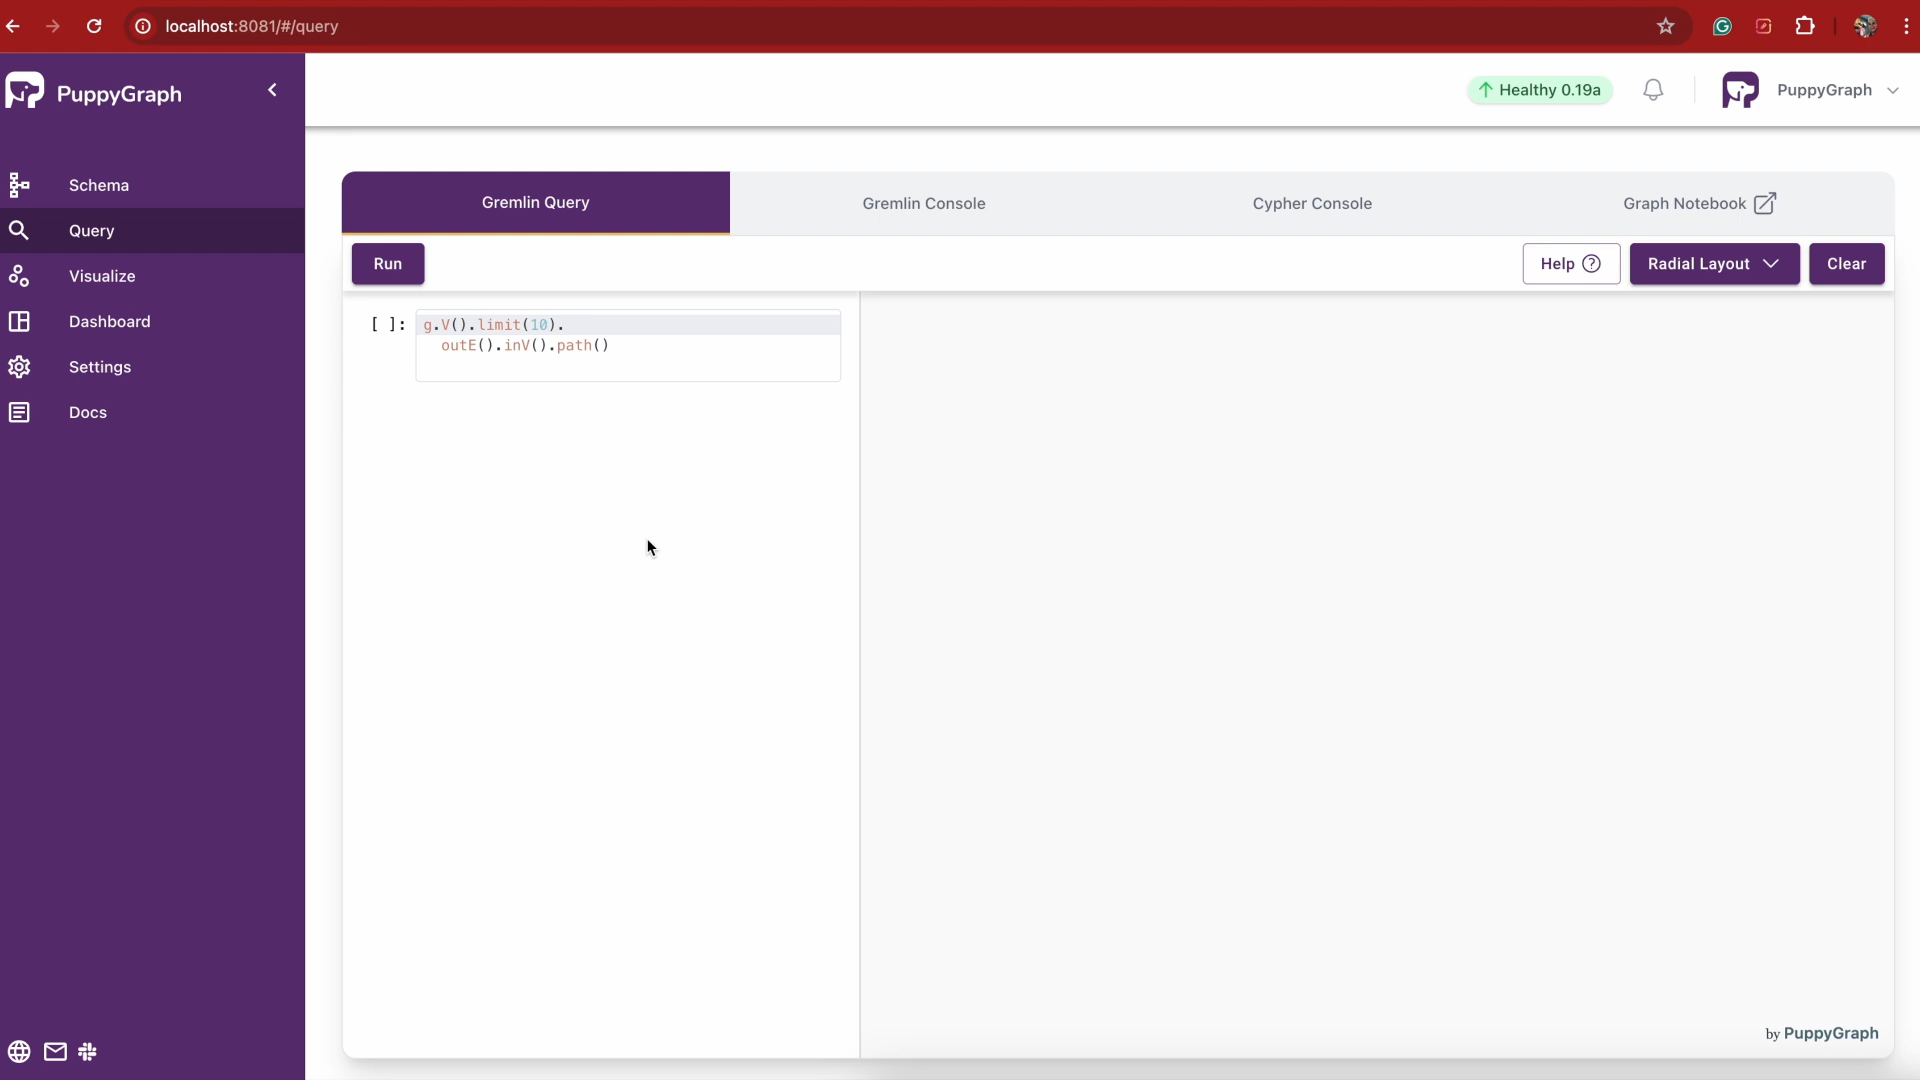 localhost:8081/#/query
PuppyGraph
Healthy 0.19a
PuppyGraph
Schema
Query
Visualize
Dashboard
Settings
Docs
Gremlin Query
Gremlin Console
Cypher Console
Graph Notebook
Run
Help ?
Radial Layout
Clear
[ ]: g.V().limit(10).
outE().inV().path()
by PuppyGraph